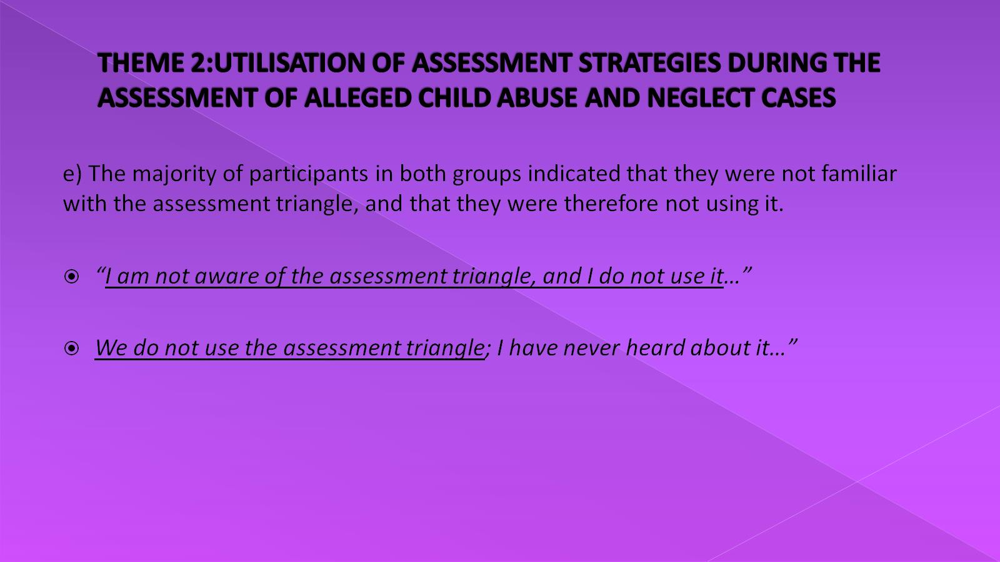 THEME 2:UTILISATION OF ASSESSMENT STRATEGIES DURING THE
ASSESSMENT OF ALLEGED CHILD ABUSE AND NEGLECT CASES
e) The majority of participants in both groups indicated that they were not familiar
with the assessment triangle, and that they were therefore not using it.
“I am not aware of the assessment triangle, and I do not use it…”
We do not use the assessment triangle; I have never heard about it…”